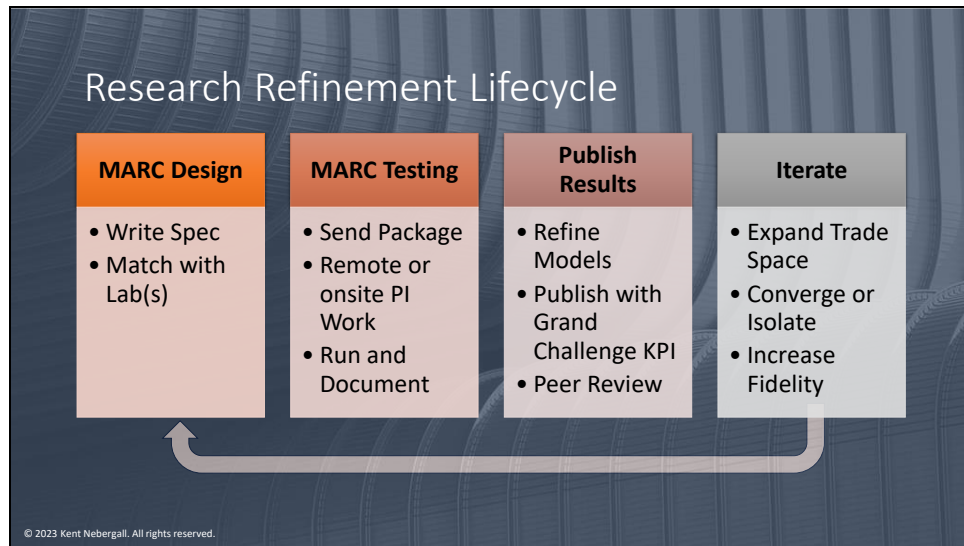 Research Refinement Lifecycle
MARC Design
• Write Spec
• Match with
Lab(s)
MARC Testing
• Send Package
• Remote or
onsite PI
Work
• Run and
Document
Publish
Results
• Refine
Models
• Publish with
Grand
Challenge KPI
• Peer Review
Iterate
• Expand Trade
Space
• Converge or
Isolate
• Increase
Fidelity
© 2023 Kent Nebergall. All rights reserved.